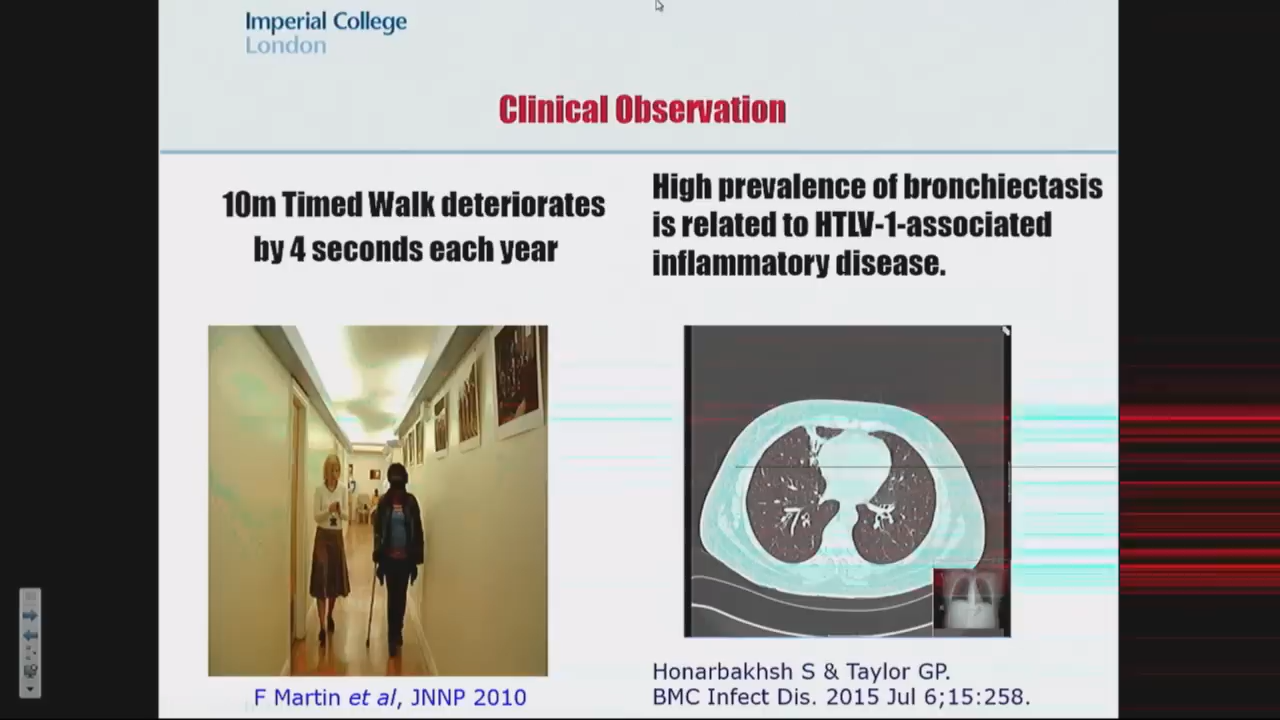 Imperial College
London
Clinical Observation
10m Timed Walk deteriorates
by 4 seconds each year
High prevalence of bronchiectasis
is related to HTLV-1-associated
inflammatory disease.
F Martin et al, JNNP 2010
Honarbakhsh S & Taylor GP.
BMC Infect Dis. 2015 Jul 6;15:258.